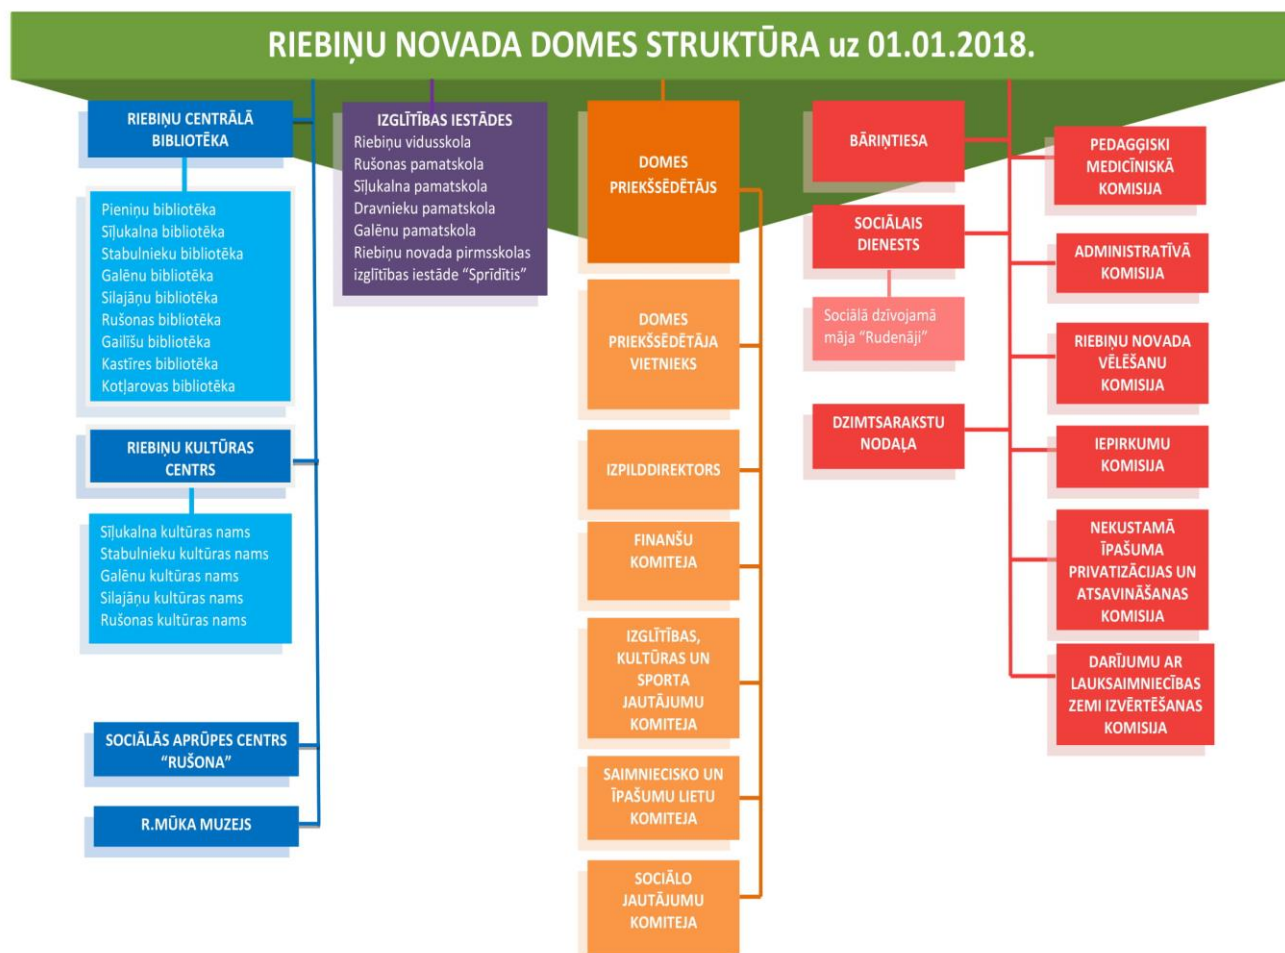 RIEBIŅU NOVADA DOMES STRUKTŪRA uz 01.01.2018.
RIEBIŅU CENTRĀLĀ
BIBLIOTĒKA
Pieniņu bibliotēka
Sīļukalna bibliotēka
Stabulnieku bibliotēka
Galēnu bibliotēka
Silajāņu bibliotēka
Rušonas bibliotēka
Gailīšu bibliotēka
Kastīres bibliotēka
Kotļarovas bibliotēka
RIEBIŅU KULTŪRAS
CENTRS
Sīļukalna kultūras nams
Stabulnieku kultūras nams
Galēnu kultūras nams
Silajāņu kultūras nams
Rušonas kultūras nams
SOCIĀLĀS APRŪPES CENTRS
“RUŠONA”
R.MŪKA MUZEJS
IZGLĪTĪBAS IESTĀDES
Riebiņu vidusskola
Rušonas pamatskola
Sīļukalna pamatskola
Dravnieku pamatskola
Galēnu pamatskola
Riebiņu novada pirmsskolas
izglītības iestāde “Sprīdītis”
DOMES
PRIEKŠSĒDĒTĀJS
DOMES
PRIEKŠSĒDĒTĀJA
VIETNIEKS
IZPILDDIREKTORS
FINANŠU
KOMITEJA
IZGLĪTĪBAS,
KULTŪRAS UN
SPORTA
JAUTĀJUMU
KOMITEJA
SAIMNIECISKO UN
ĪPAŠUMU LIETU
KOMITEJA
SOCIĀLO
JAUTĀJUMU
KOMITEJA
BĀRIŅTIESA
SOCIĀLAIS
DIENESTS
Sociālā dzīvojamā
māja “Rudenāji”
DZIMTSARAKSTU
NODAĻA
PEDAGĢISKI
MEDICĪNISKĀ
KOMISIJA
ADMINISTRATĪVĀ
KOMISIJA
RIEBIŅU NOVADA
VĒLĒŠANU
KOMISIJA
IEPIRKUMU
KOMISIJA
NEKUSTAMĀ
ĪPAŠUMA
PRIVATIZĀCIJAS UN
ATSAVINĀŠANAS
KOMISIJA
DARĪJUMU AR
LAUKSAIMNIECĪBAS
ZEMI IZVĒRTĒŠANAS
KOMISIJA